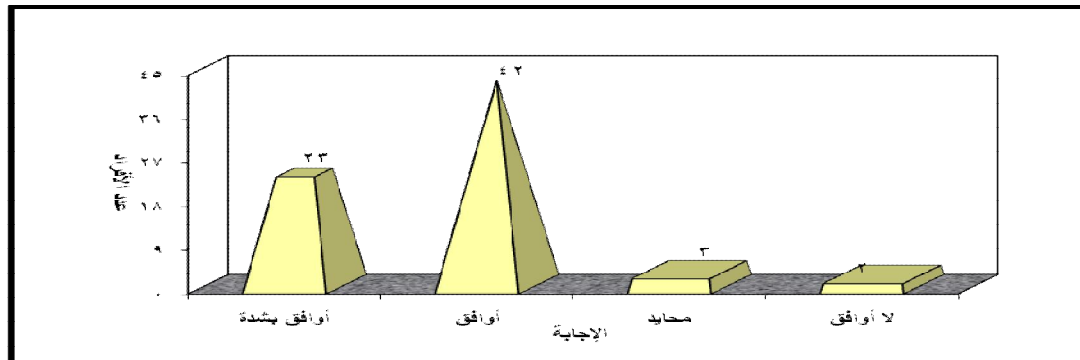 ٤٥
٣٦
٢٧
١٨
٩
٠
٢٣
٤٢
٣
٢
أوافق بشدة
أوافق
محايد
لا أوافق
الإجابة